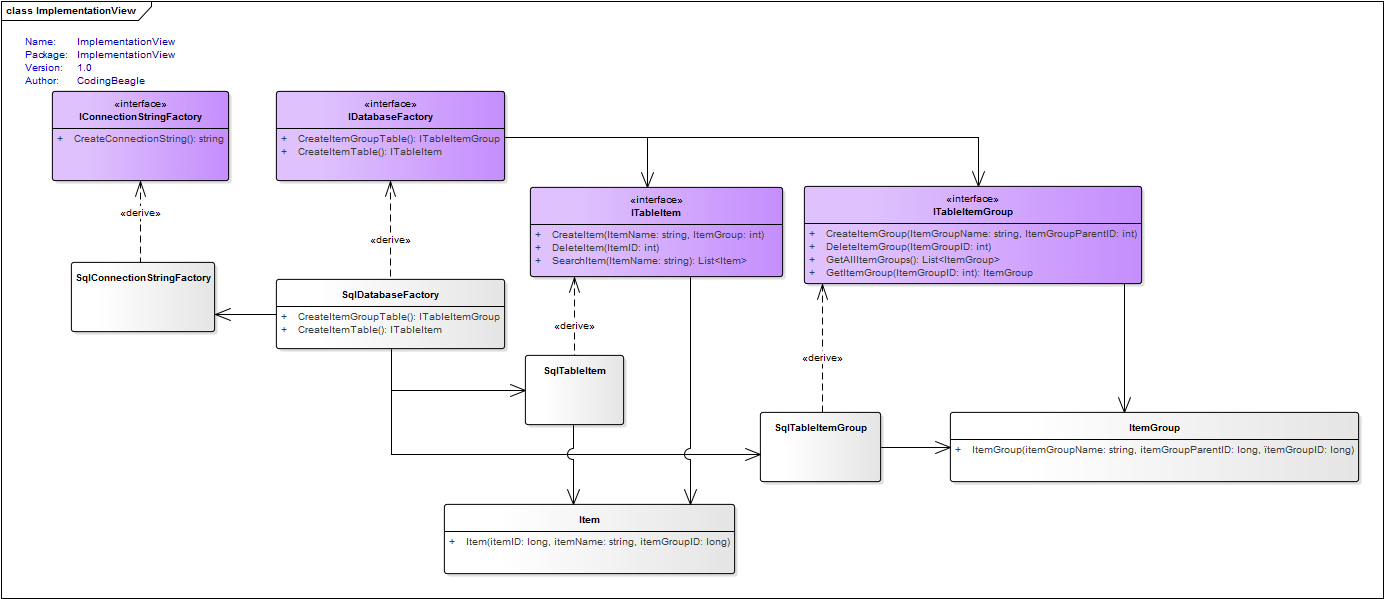 class ImplementationView
Name: ImplementationView
Package: ImplementationView
Version: 1.0
Author: CodingBeagle
«interface»
IConnectionStringFactory
+ CreateConnectionString(): string
«interface»
IDatabaseFactory
+ CreateItemGroupTable(): ITableItemGroup
+ CreateItemTable(): ITableItem
«interface»
ITableItem
+ CreateItem(ItemName: string, ItemGroup: int)
+ DeleteItem(ItemID: int)
+ SearchItem(ItemName: string): List<Item>
«interface»
ITableItemGroup
+ CreateItemGroup(ItemGroupName: string, ItemGroupParentID: int)
+ DeleteItemGroup(ItemGroupID: int)
+ GetAllItemGroups(): List<ItemGroup>
+ GetItemGroup(ItemGroupID: int): ItemGroup
«derive»
«derive»
«derive»
«derive»
SqlConnectionStringFactory
SqlDatabaseFactory
+ CreateItemGroupTable(): ITableItemGroup
+ CreateItemTable(): ITableItem
SqlTableItem
SqlTableItemGroup
ItemGroup
+ ItemGroup(itemGroupName: string, itemGroupParentID: long, itemGroupID: long)
Item
+ Item(itemID: long, itemName: string, itemGroupID: long)